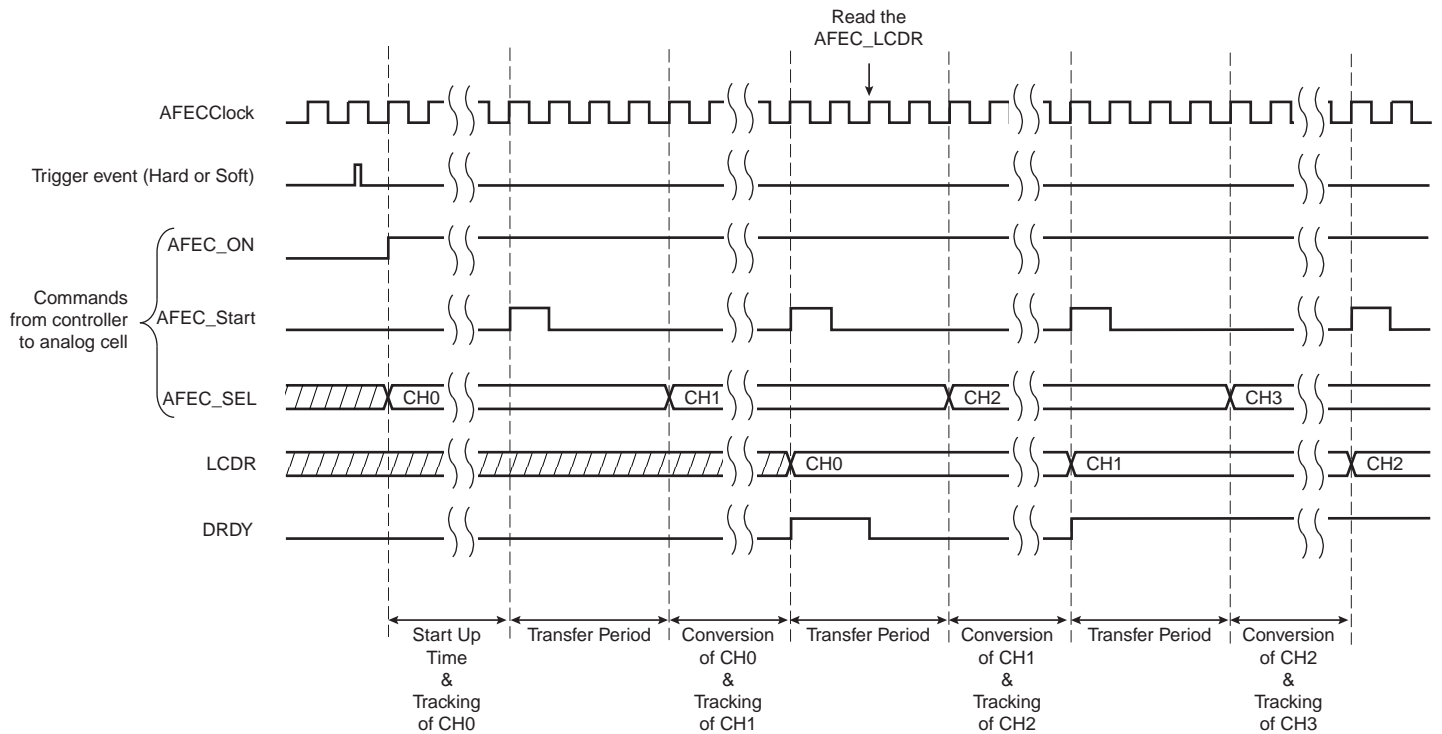 Read the
AFEC_LCDR
AFECClock
Trigger event (Hard or Soft)
AFEC_ON
Commands
from controller
to analog cell
AFEC_Start
AFEC_SEL
CH0
CH1
CH2
CH3
LCDR
CH0
CH1
CH2
DRDY
Start Up
Time
&
Tracking
of CH0
Transfer Period
Conversion
of CH0
&
Tracking
of CH1
Transfer Period
Conversion
of CH1
&
Tracking
of CH2
Transfer Period
Conversion
of CH2
&
Tracking
of CH3